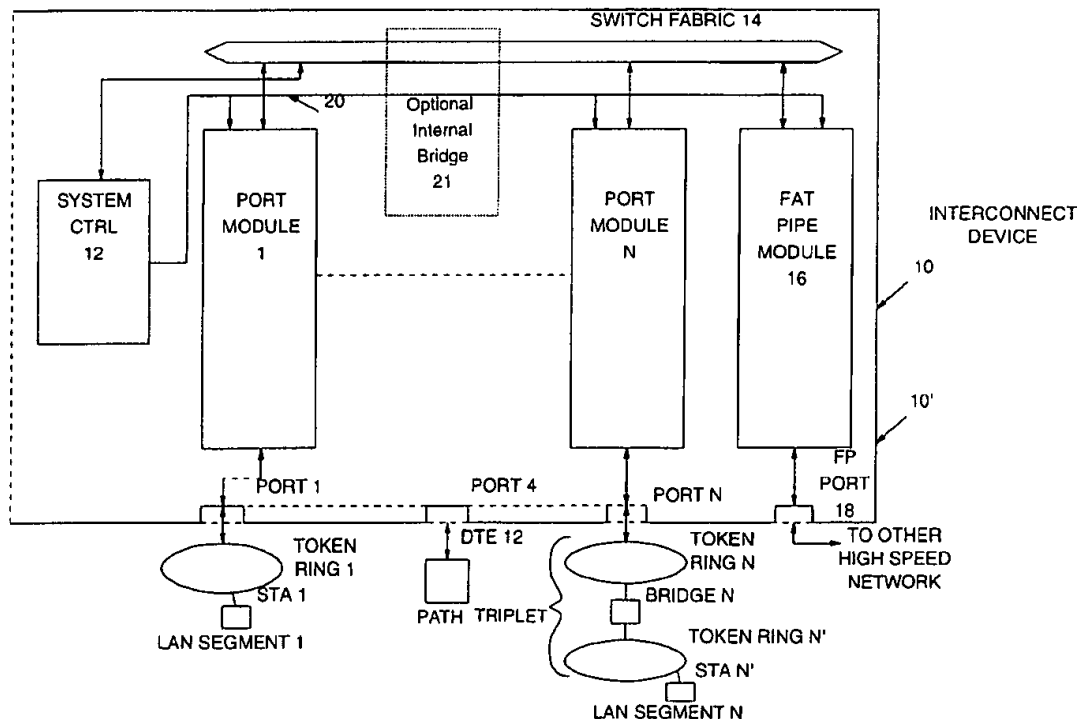 SWITCH FABRIC 14
20
Optional
Internal
Bridge
21
SYSTEM
CTRL
12
PORT
MODULE
1
PORT
MODULE
N
FAT
PIPE
MODULE
16
INTERCONNECT
DEVICE
10
10'
PORT 1
PORT 4
PORT N
FP
PORT
18
DTE 12
TOKEN
RING 1
STA 1
LAN SEGMENT 1
PATH TRIPLET
TOKEN
RING N
BRIDGE N
TOKEN RING N'
STA N'
LAN SEGMENT N
TO OTHER
HIGH SPEED
NETWORK